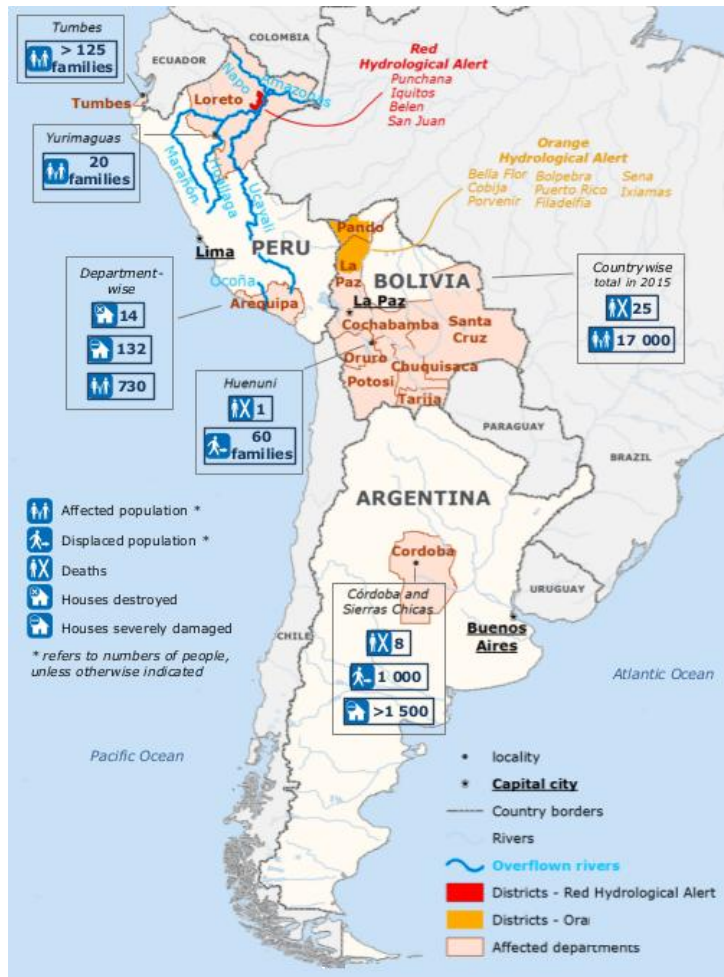 Tumbes
> 125
families
COLOMBIA
ECUADOR
Napo
Amazonas
Loreto
Tumbes
Red
Hydrological Alert
Punchana
Iquitos
Belen
San Juan
Yurimaguas
20
families
Marañón
Huallaga
Ucayali
Orange
Hydrological Alert
Bella Flor Bolpebra Sena
Cobija Puerto Rico Ixiamas
Porvenir Filadelfia
Lima
PERU
Pando
La
Paz
BOLIVIA
La Paz
Ocoña
Arequipa
Department-
wise
14
132
730
Countrywise
total in 2015
25
17 000
Cochabamba
Santa
Cruz
Oruro
Chuquisaca
Potosi
Tarija
Huenuni
1
60
families
PARAGUAY
BRAZIL
ARGENTINA
Cordoba
URUGUAY
Buenos
Aires
CHILE
Córdoba and
Sierras Chicas
8
1 000
>1 500
Affected population *
Displaced population *
Deaths
Houses destroyed
Houses severely damaged
* refers to numbers of people,
unless otherwise indicated
Atlantic Ocean
Pacific Ocean
locality
Capital city
Country borders
Rivers
Overflown rivers
Districts - Red Hydrological Alert
Districts - Ora
Affected departments